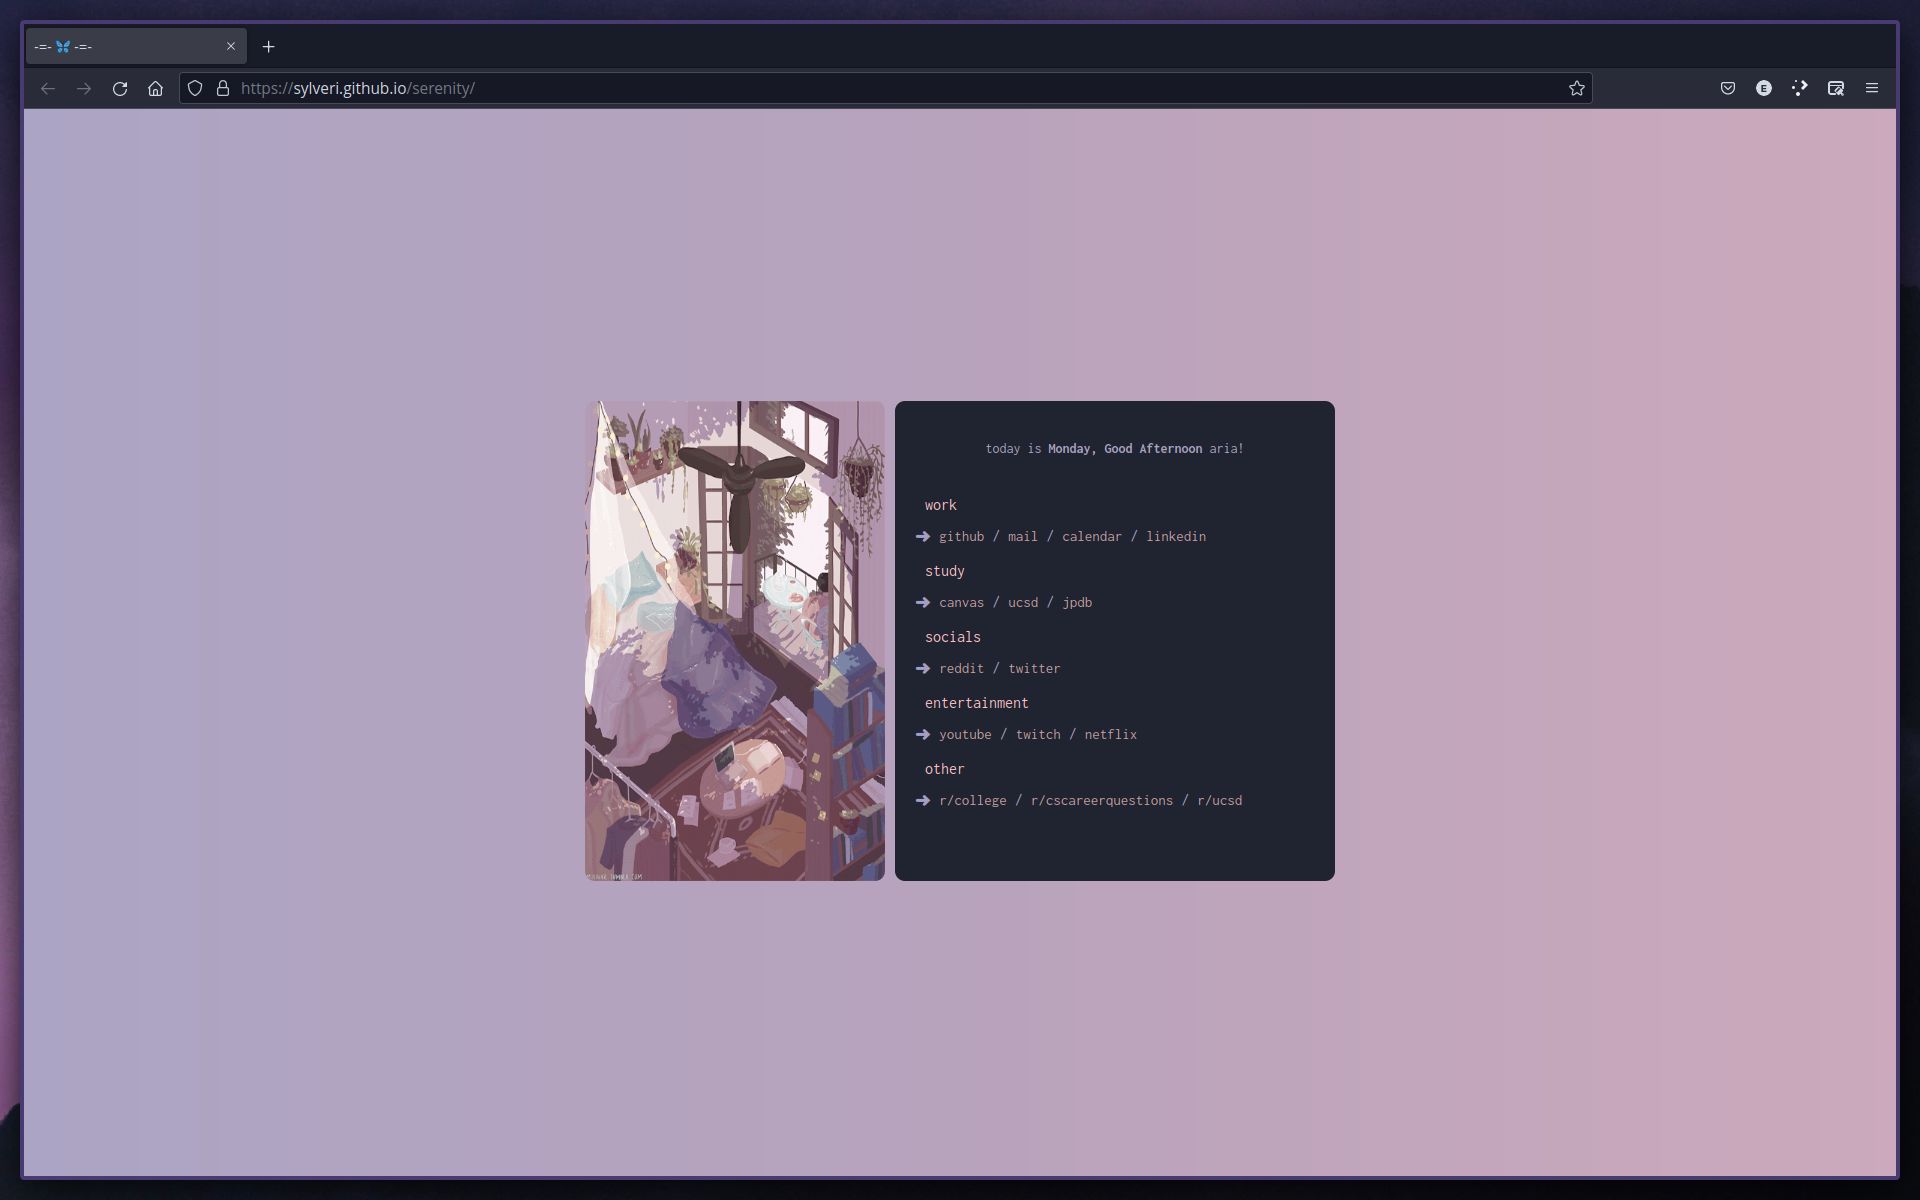 -=- 🦋 -=-
https://sylveri.github.io/serenity/
E
today is Monday, Good Afternoon aria!
work
➔ github / mail / calendar / linkedin
study
➔ canvas / ucsd / jpdb
socials
➔ reddit / twitter
entertainment
➔ youtube / twitch / netflix
other
➔ r/college / r/cscareerquestions / r/ucsd